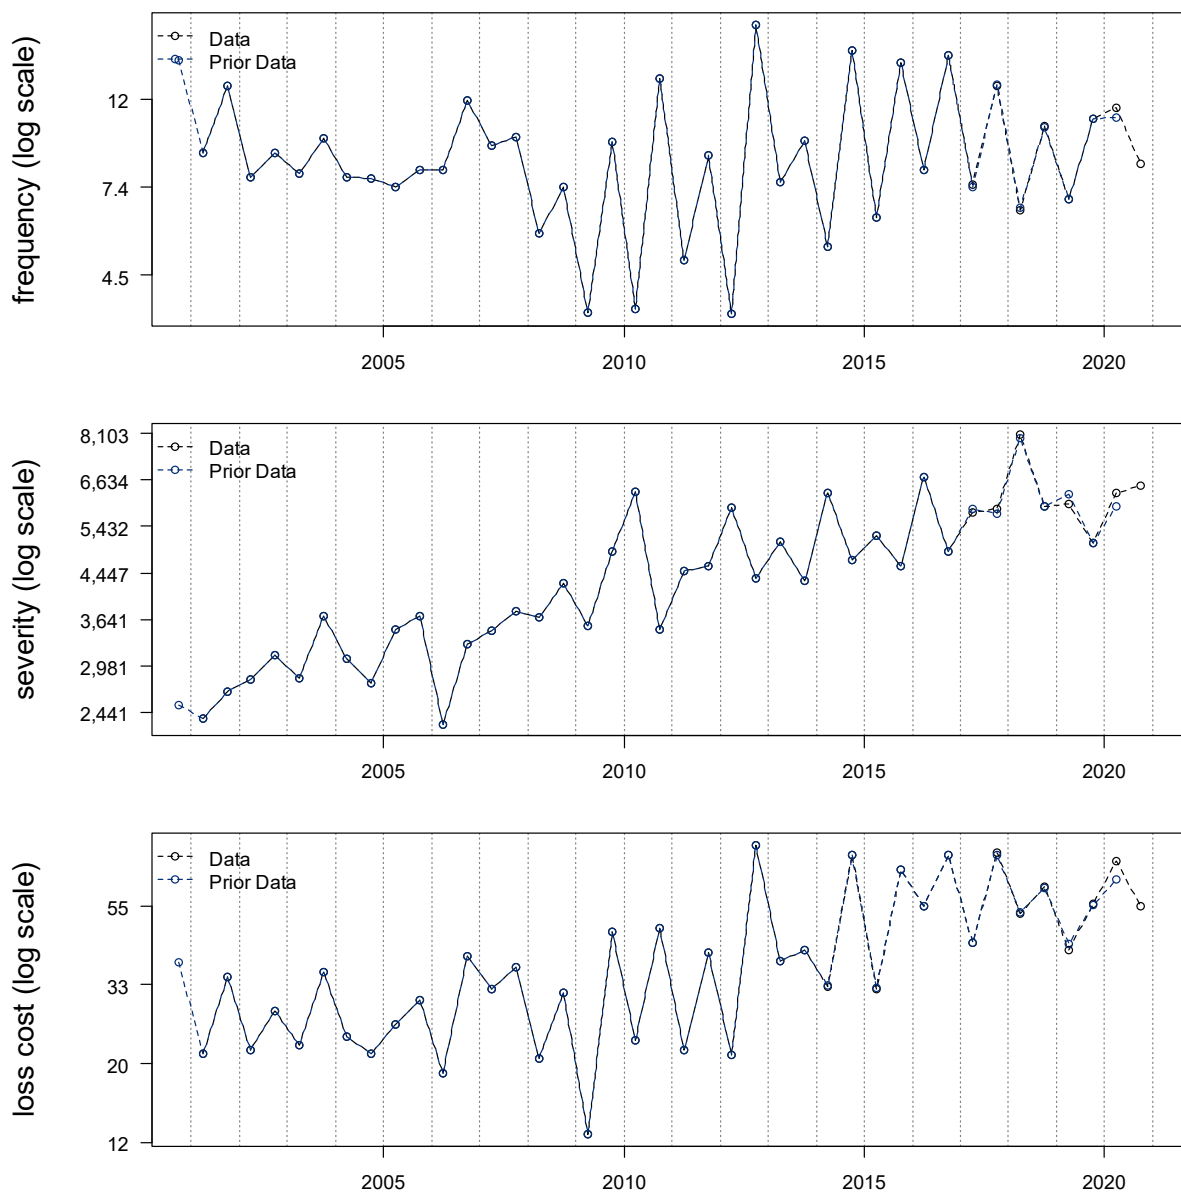 frequency (log scale)
Data
Prior Data
12
7.4
4.5
2005 2010 2015 2020
severity (log scale)
Data
Prior Data
8,103
6,634
5,432
4,447
3,641
2,981
2,441
2005 2010 2015 2020
loss cost (log scale)
Data
Prior Data
55
33
20
12
2005 2010 2015 2020